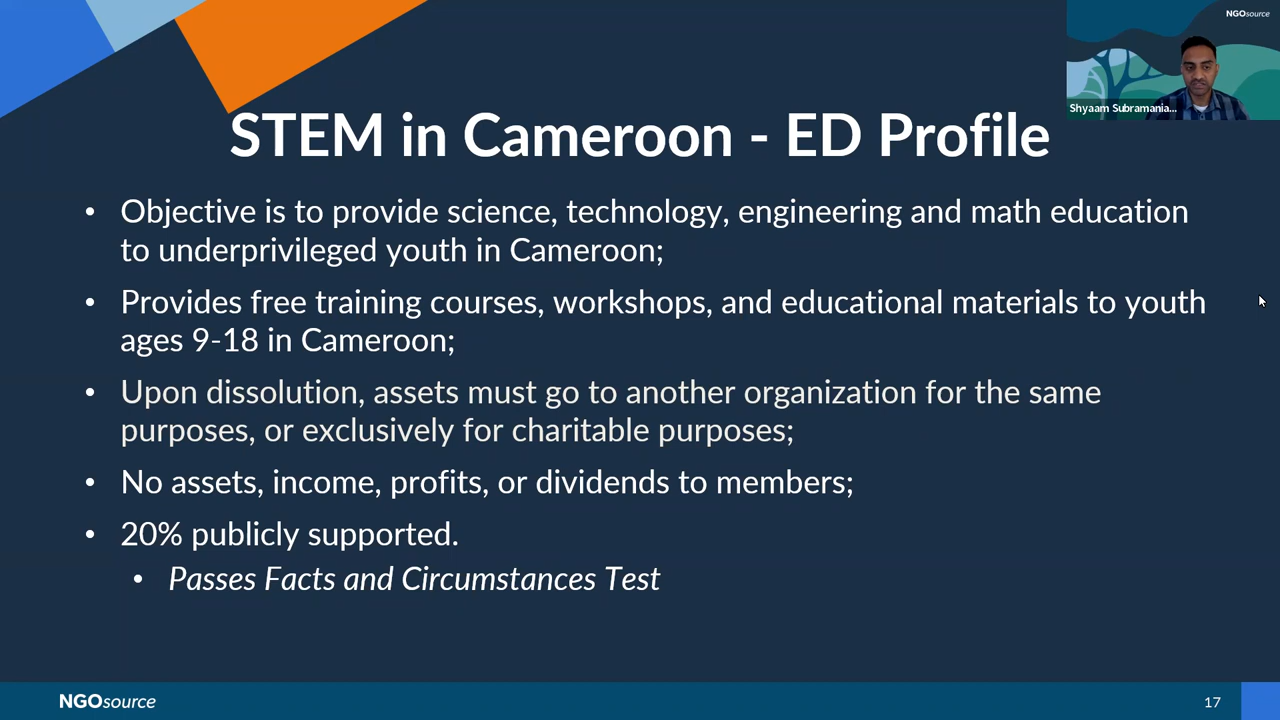 NGOsource
Shyaam Subramania...
STEM in Cameroon - ED Profile
• Objective is to provide science, technology, engineering and math education
to underprivileged youth in Cameroon;
• Provides free training courses, workshops, and educational materials to youth
ages 9-18 in Cameroon;
• Upon dissolution, assets must go to another organization for the same
purposes, or exclusively for charitable purposes;
• No assets, income, profits, or dividends to members;
• 20% publicly supported.
• Passes Facts and Circumstances Test
NGOsource
17